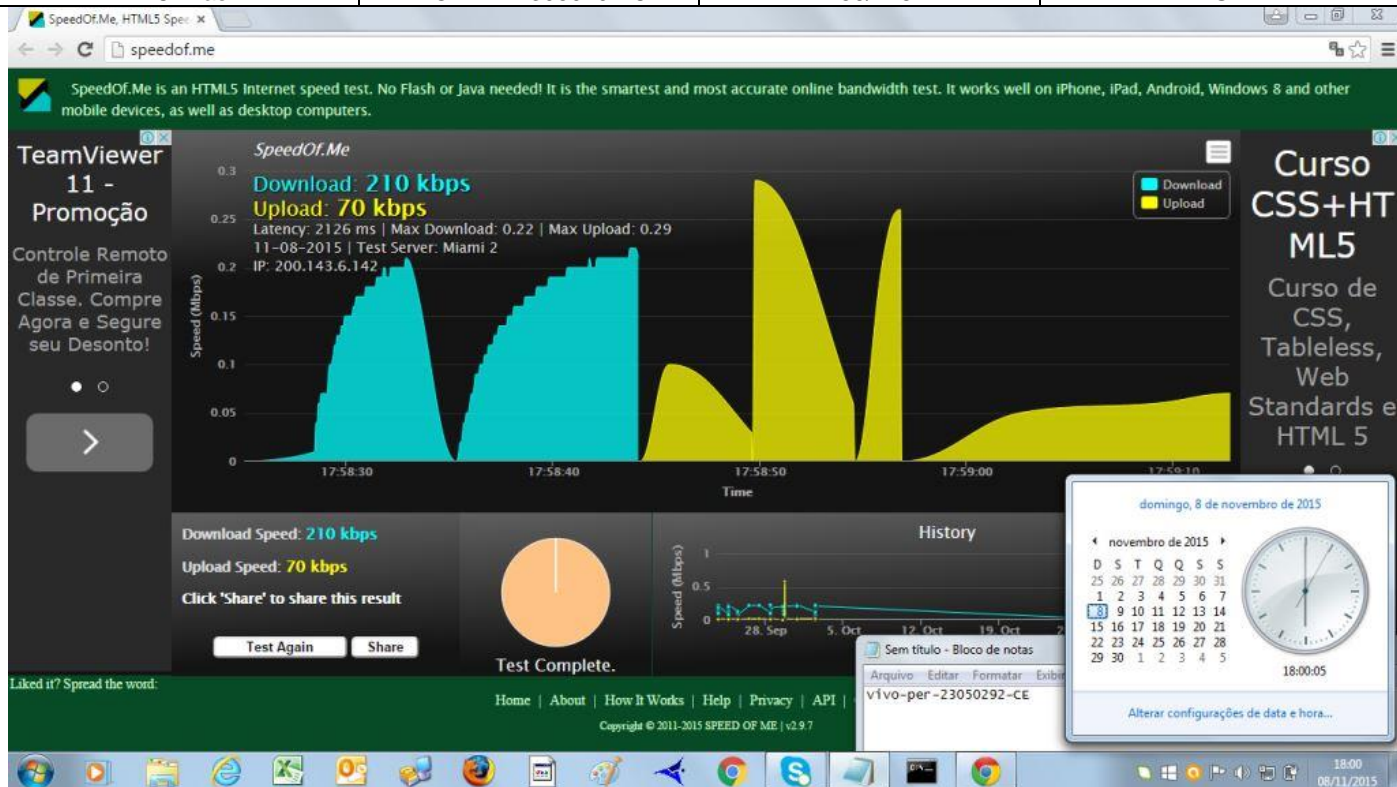 SpeedOf.Me, HTML5 Spee
speedof.me
SpeedOf.Me is an HTML5 Internet speed test. No Flash or Java needed! It is the smartest and most accurate online bandwidth test. It works well on iPhone, iPad, Android, Windows 8 and other
mobile devices, as well as desktop computers.
TeamViewer
11 -
Promoção
Controle Remoto
de Primeira
Classe. Compre
Agora e Segure
seu Desonto!
SpeedOf.Me
Download: 210 kbps
Upload: 70 kbps
Latency: 2126 ms | Max Download: 0.22 | Max Upload: 0.29
11-08-2015 | Test Server: Miami 2
IP: 200.143.6.142
Download
Upload
0.3
0.25
0.2
0.15
0.1
0.05
0
Speed (Mbps)
17:58:30 17:58:40 17:58:50 17:59:00 17:59:10
Time
Curso
CSS+HT
ML5
Curso de
CSS,
Tableless,
Web
Standards e
HTML 5
Download Speed: 210 kbps
Upload Speed: 70 kbps
Click 'Share' to share this result
Test Again Share
Test Complete.
History
Speed (Mbps)
1
0.5
0
28. Sep 5. Oct 12. Oct 19. Oct
domingo, 8 de novembro de 2015
novembro de 2015
D S T Q Q S S
25 26 27 28 29 30 31
1 2 3 4 5 6 7
8 9 10 11 12 13 14
15 16 17 18 19 20 21
22 23 24 25 26 27 28
29 30 1 2 3 4 5
18:00:05
Alterar configurações de data e hora...
Sem título - Bloco de notas
Arquivo Editar Formatar Exibir
vivo-per-23050292-CE
Liked it? Spread the word:
Home | About | How It Works | Help | Privacy | API |
Copyright © 2011-2015 SPEED OF ME | v2.9.7
18:00
08/11/2015